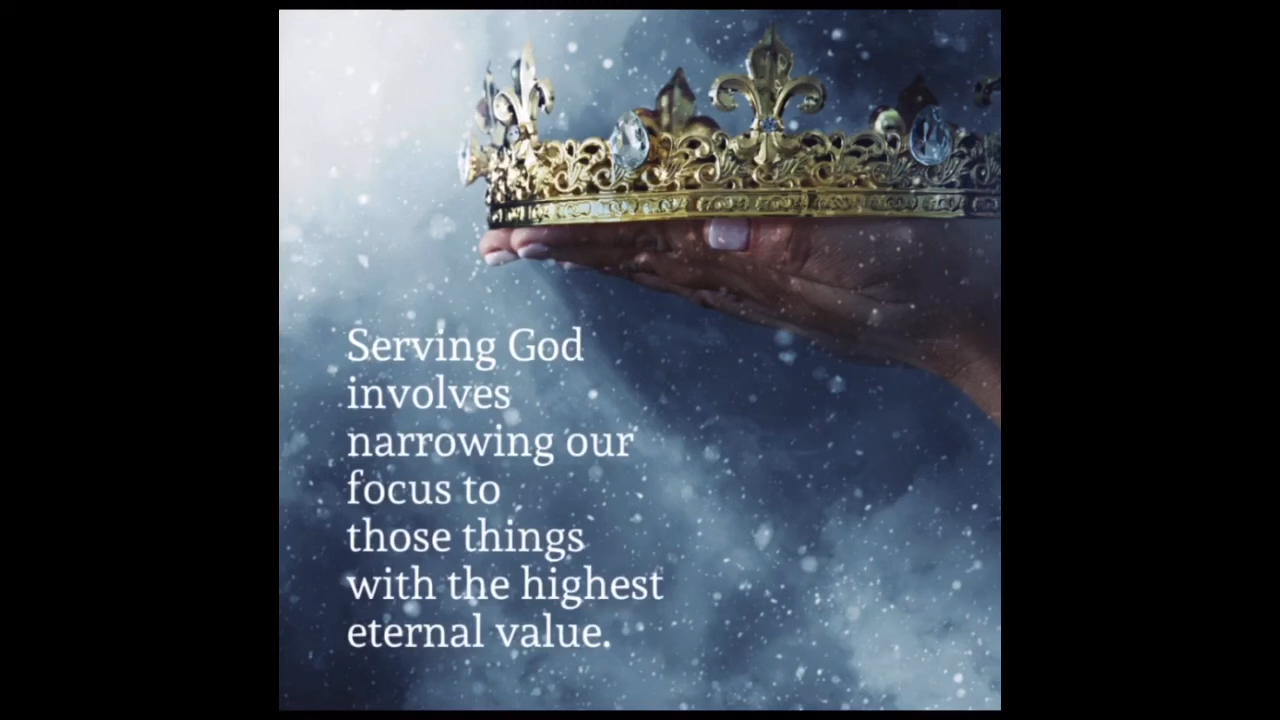 Serving God
involves
narrowing our
focus to
those things
with the highest
eternal value.